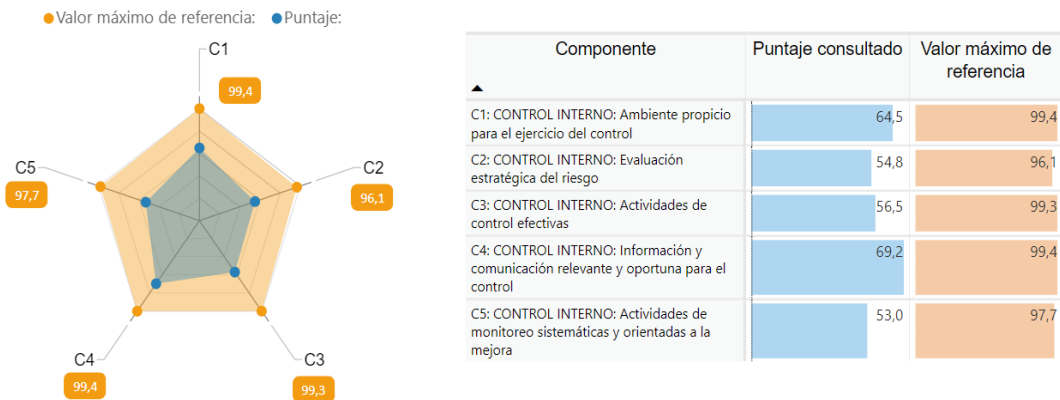 Valor máximo de referencia: Puntaje:
C1
99,4
C5
97,7
C2
96,1
C4
99,4
C3
99,3
Componente Puntaje consultado Valor máximo de
referencia
C1: CONTROL INTERNO: Ambiente propicio
para el ejercicio del control
64,5 99,4
C2: CONTROL INTERNO: Evaluación
estratégica del riesgo
54,8 96,1
C3: CONTROL INTERNO: Actividades de
control efectivas
56,5 99,3
C4: CONTROL INTERNO: Información y
comunicación relevante y oportuna para el
control
69,2 99,4
C5: CONTROL INTERNO: Actividades de
monitoreo sistemáticas y orientadas a la
mejora
53,0 97,7